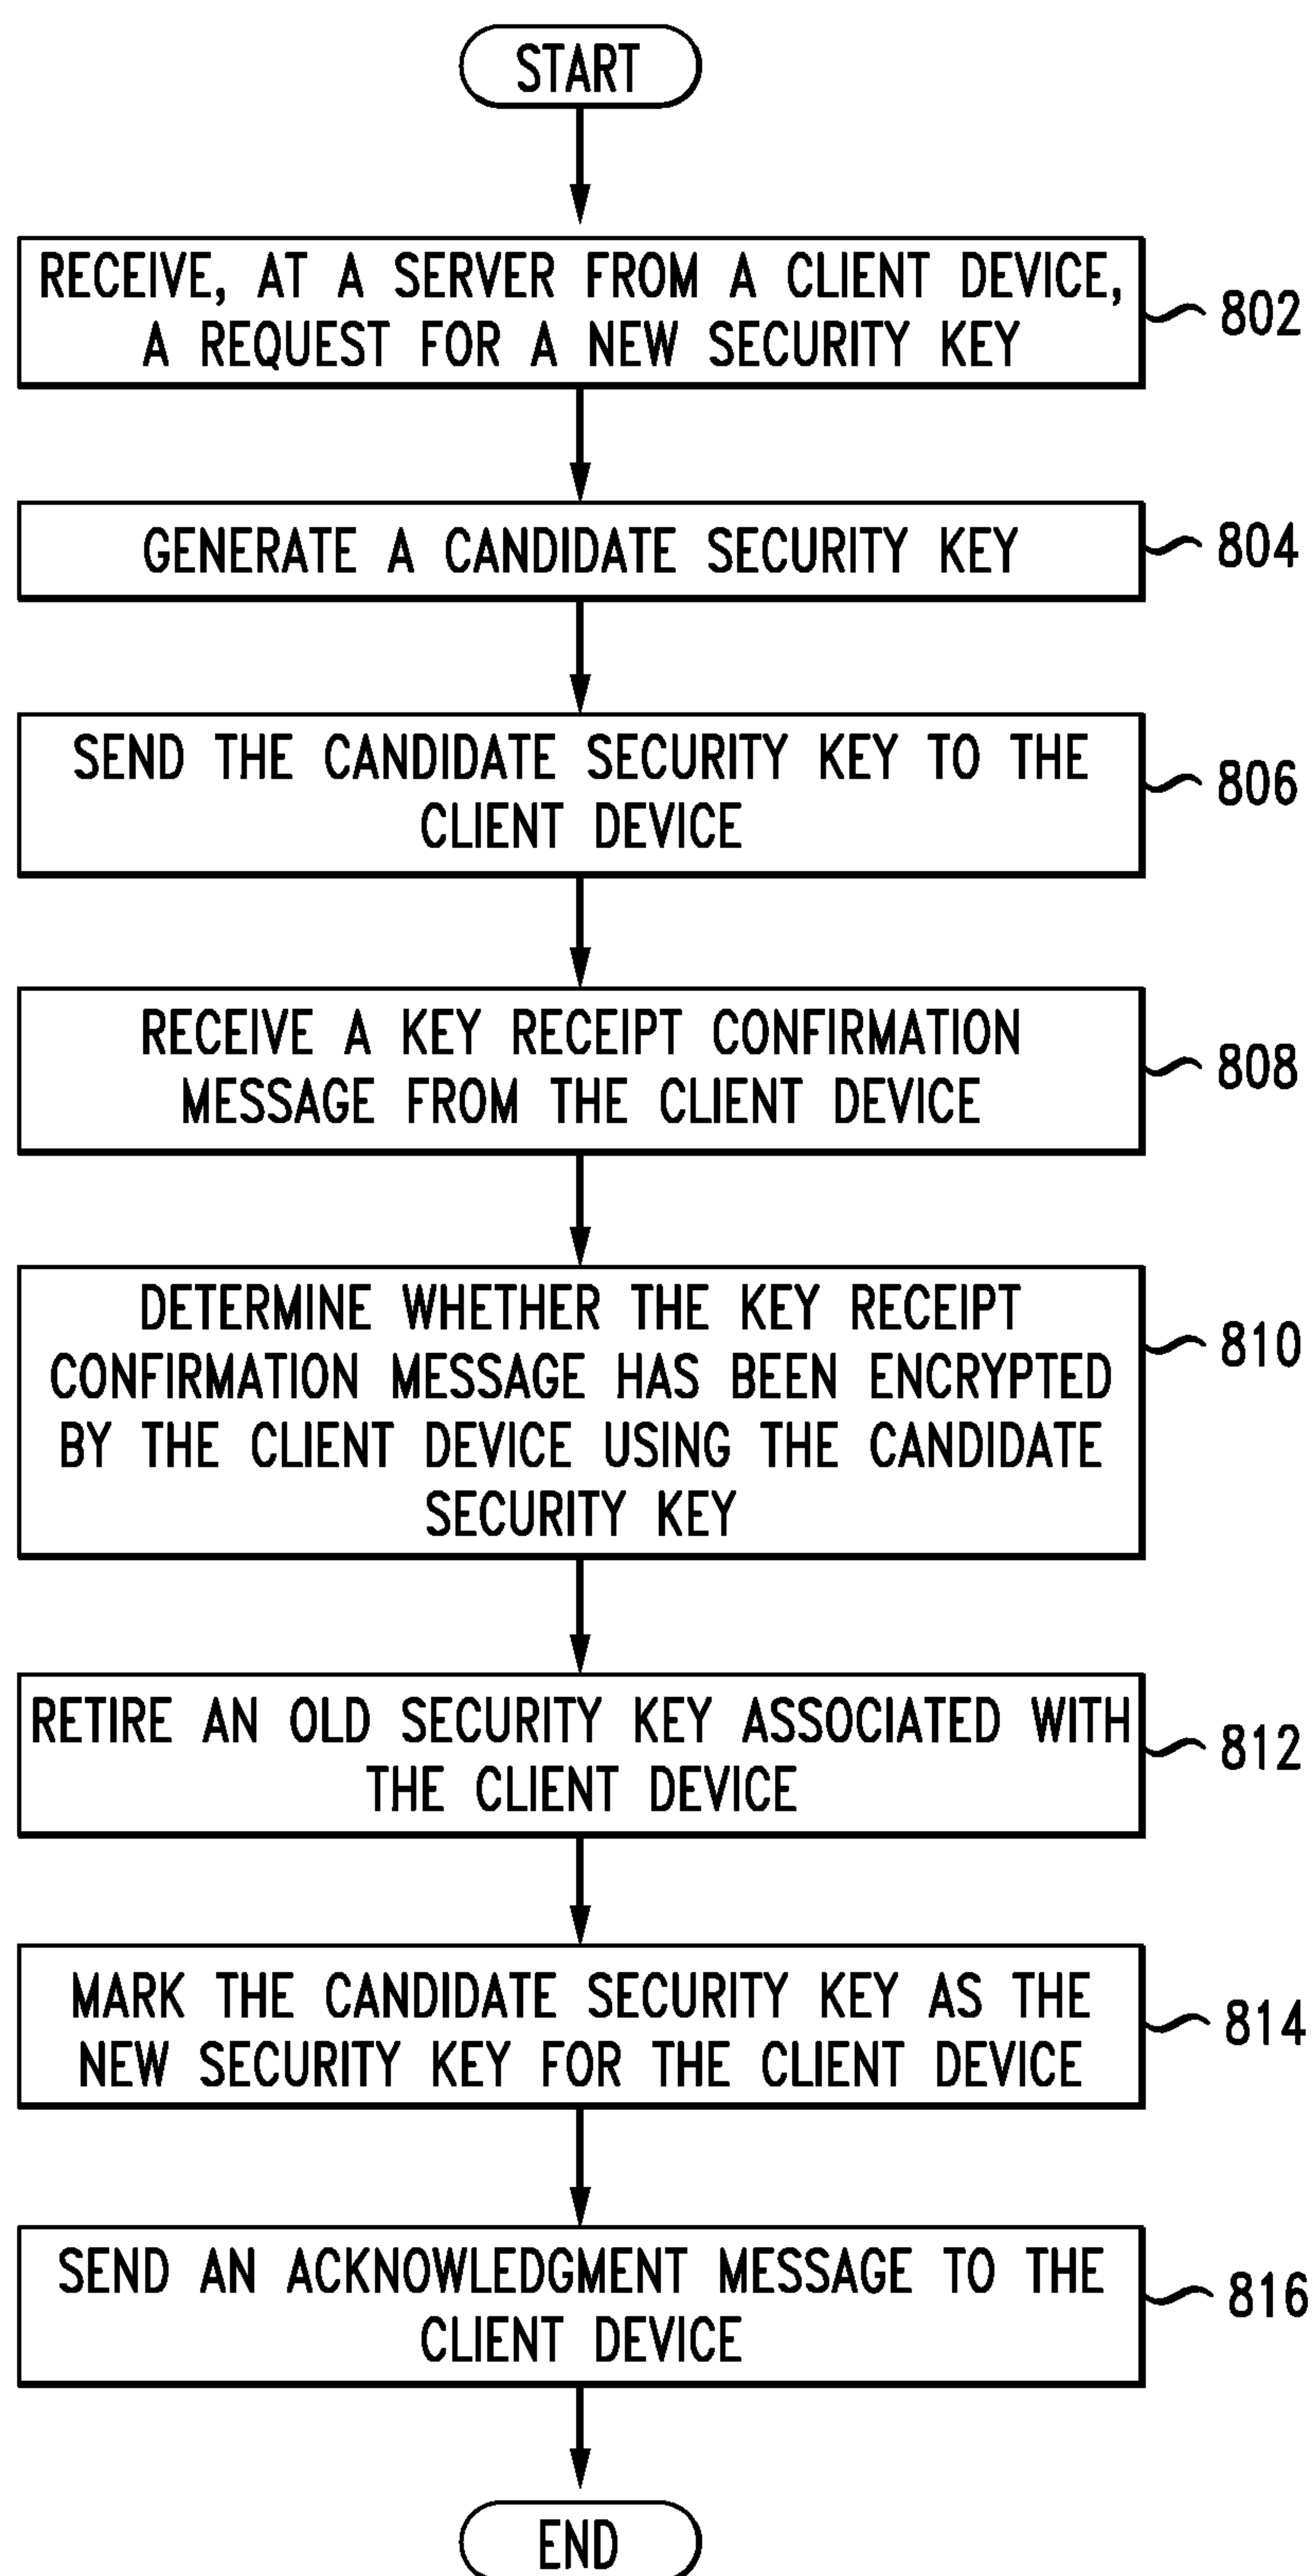 START
RECEIVE, AT A SERVER FROM A CLIENT DEVICE,
A REQUEST FOR A NEW SECURITY KEY
802
GENERATE A CANDIDATE SECURITY KEY
804
SEND THE CANDIDATE SECURITY KEY TO THE
CLIENT DEVICE
806
RECEIVE A KEY RECEIPT CONFIRMATION
MESSAGE FROM THE CLIENT DEVICE
808
DETERMINE WHETHER THE KEY RECEIPT
CONFIRMATION MESSAGE HAS BEEN ENCRYPTED
BY THE CLIENT DEVICE USING THE CANDIDATE
SECURITY KEY
810
RETIRE AN OLD SECURITY KEY ASSOCIATED WITH
THE CLIENT DEVICE
812
MARK THE CANDIDATE SECURITY KEY AS THE
NEW SECURITY KEY FOR THE CLIENT DEVICE
814
SEND AN ACKNOWLEDGMENT MESSAGE TO THE
CLIENT DEVICE
816
END